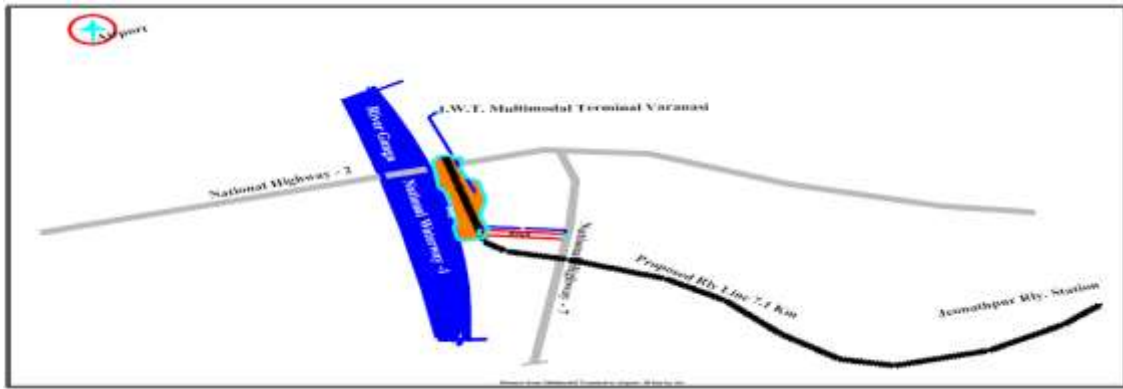 Airport
I.W.T. Multimodal Terminal Varanasi
River Ganga
National Highway - 2
National Waterway -1
Road
National Highway - 7
Proposed Rly Line 7.1 Km
Jeonathpur Rly. Station